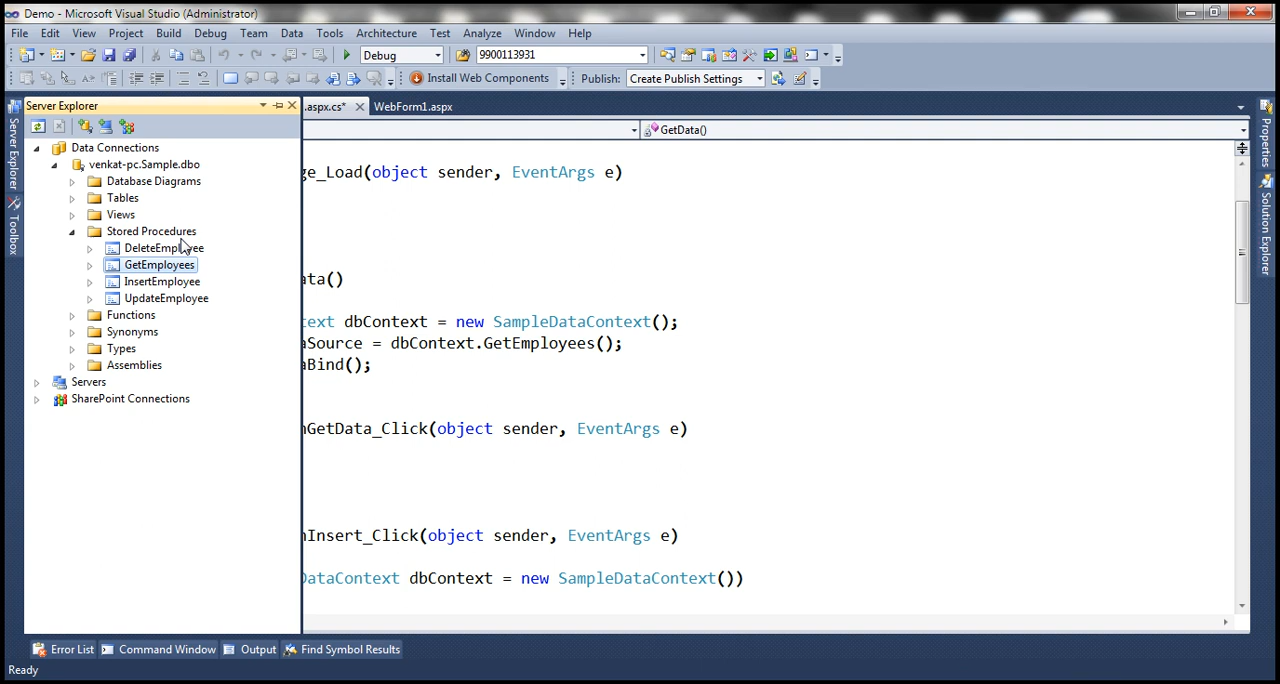 Demo - Microsoft Visual Studio (Administrator)
File Edit View Project Build Debug Team Data Tools Architecture Test Analyze Window Help
Debug 9900113931
Install Web Components Publish: Create Publish Settings
Server Explorer .aspx.cs* WebForm1.aspx
GetData()
Data Connections
venkat-pc.Sample.dbo
Database Diagrams
Tables
Views
Stored Procedures
DeleteEmployee
GetEmployees
InsertEmployee
UpdateEmployee
Functions
Synonyms
Types
Assemblies
Servers
SharePoint Connections
ge_Load(object sender, EventArgs e)
ta()
text dbContext = new SampleDataContext();
aSource = dbContext.GetEmployees();
aBind();
nGetData_Click(object sender, EventArgs e)
nInsert_Click(object sender, EventArgs e)
DataContext dbContext = new SampleDataContext())
Server Explorer
Toolbox
Properties
Solution Explorer
Error List Command Window Output Find Symbol Results
Ready